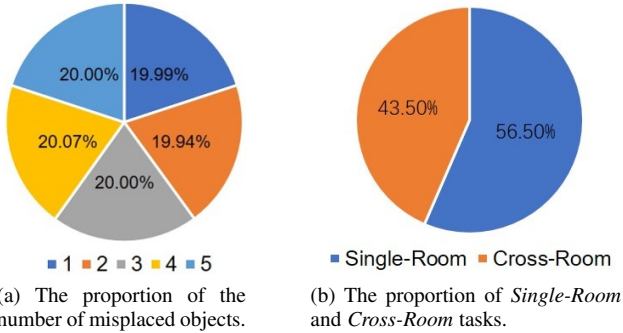 20.00% 19.99%
20.07% 19.94%
20.00%
1 2 3 4 5
(a) The proportion of the
number of misplaced objects.
43.50%
56.50%
Single-Room Cross-Room
(b) The proportion of Single-Room
and Cross-Room tasks.